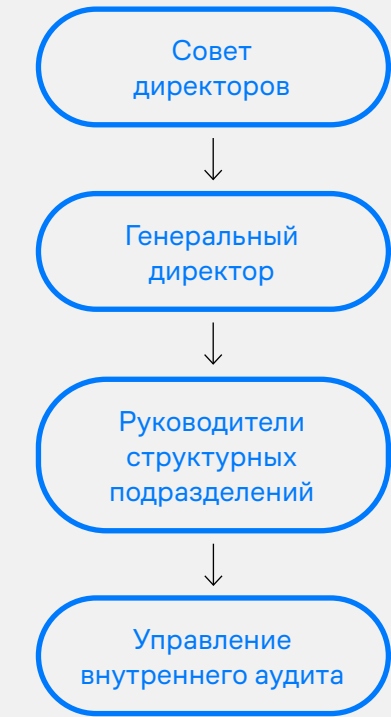 Совет
директоров
Генеральный
директор
Руководители
структурных
подразделений
Управление
внутреннего аудита